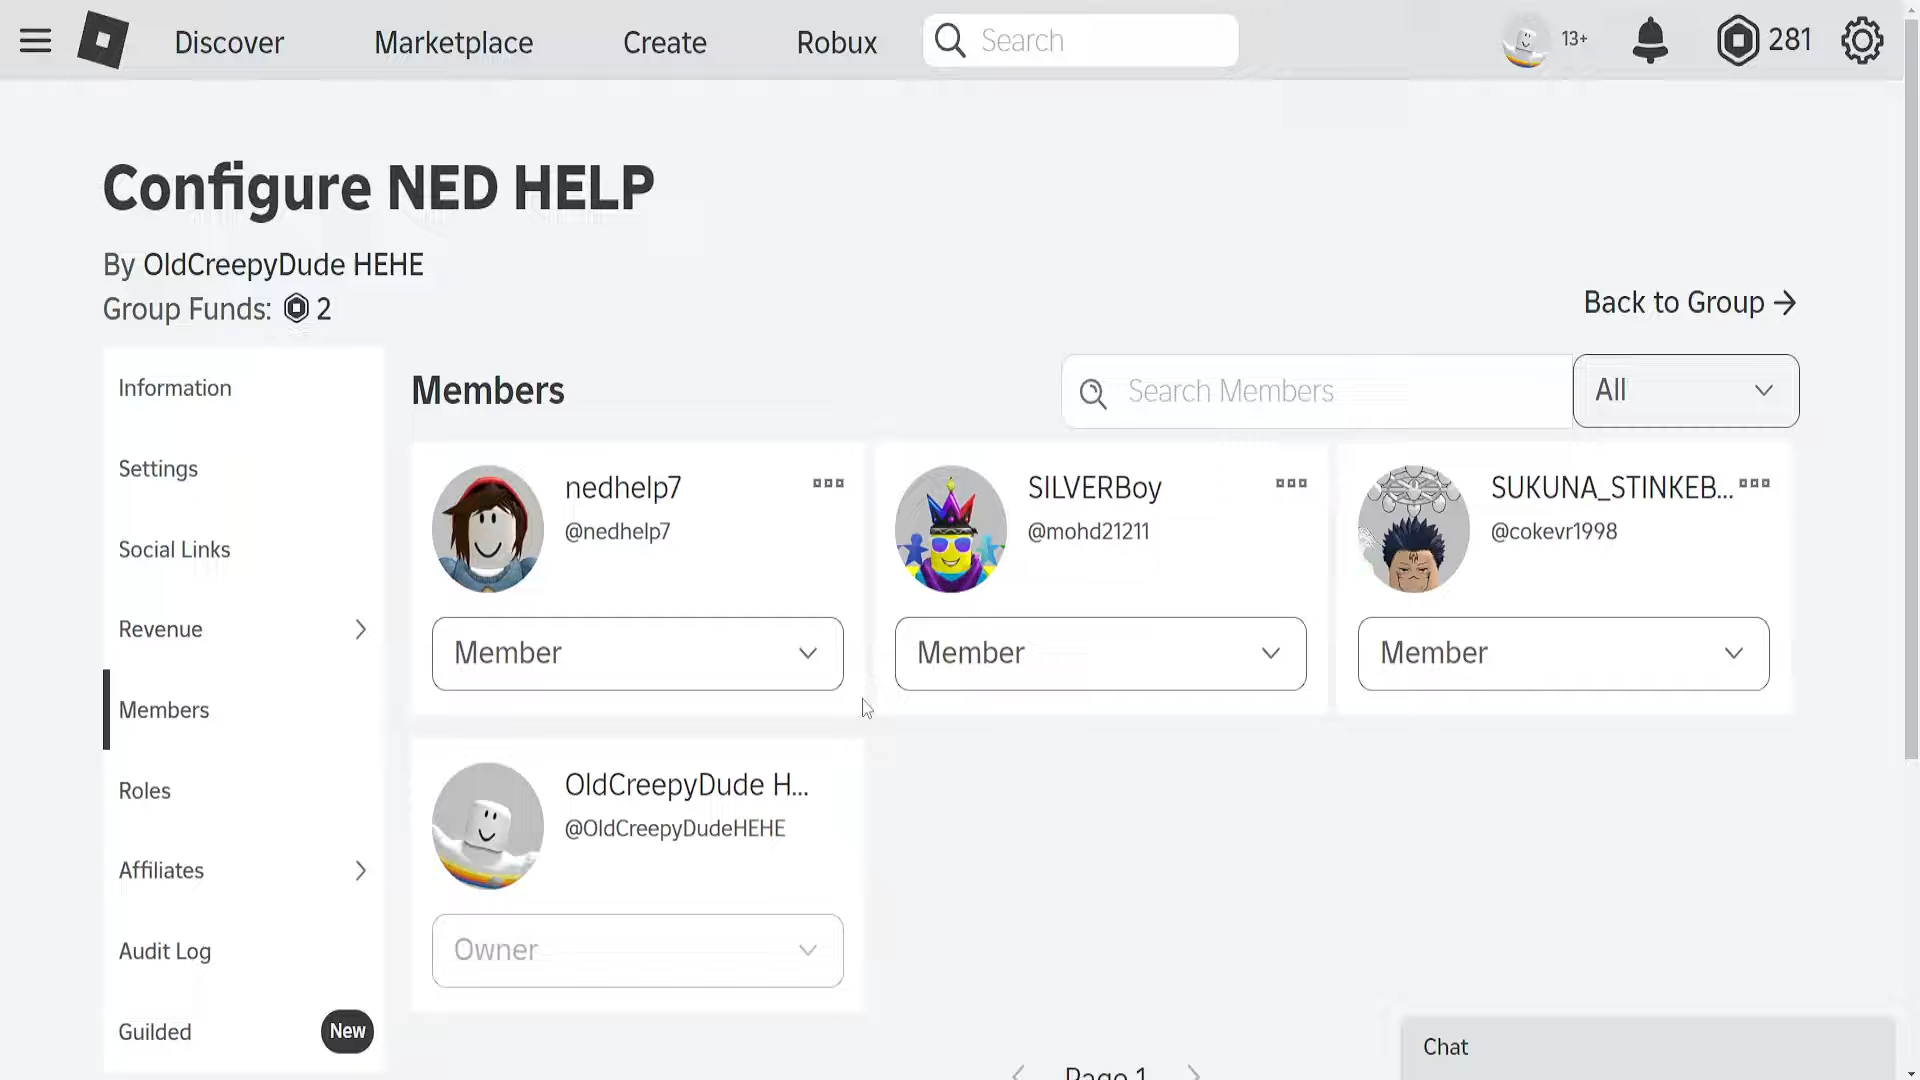 Discover
Marketplace
Create
Robux
Search
13+
281
Configure NED HELP
By OldCreepyDude HEHE
Group Funds: 2
Back to Group
Information
Settings
Social Links
Revenue
Members
Roles
Affiliates
Audit Log
Guilded
New
Members
Search Members
All
nedhelp7
@nedhelp7
Member
SILVERBoy
@mohd21211
Member
SUKUNA_STINKEB...
@cokevr1998
Member
OldCreepyDude H...
@OldCreepyDudeHEHE
Owner
Page 1
Chat